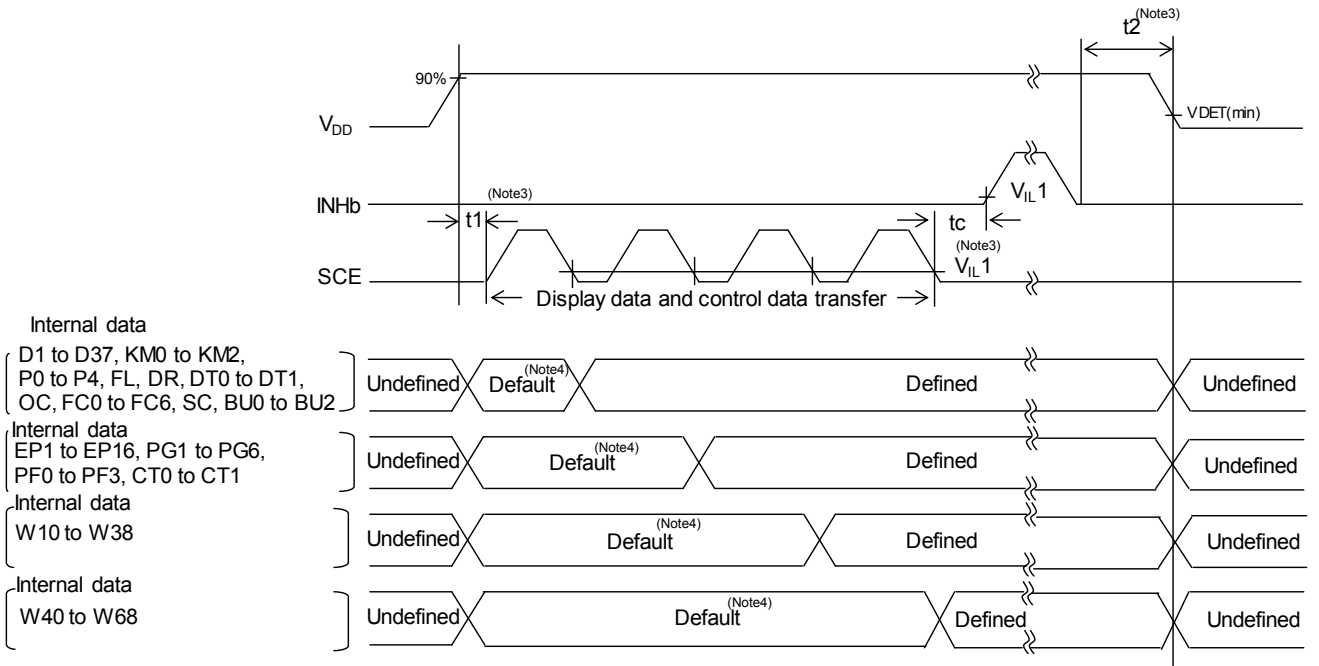 t2(Note3)
90%
VDD
VDET(min)
INHb
(Note3)
VIL1
t1
tc
(Note3)
VIL1
SCE
Display data and control data transfer
Internal data
D1 to D37, KM0 to KM2,
P0 to P4, FL, DR, DT0 to DT1,
OC, FC0 to FC6, SC, BU0 to BU2
Undefined
Default(Note4)
Defined
Undefined
Internal data
EP1 to EP16, PG1 to PG6,
PF0 to PF3, CT0 to CT1
Undefined
Default(Note4)
Defined
Undefined
Internal data
W10 to W38
Undefined
Default(Note4)
Defined
Undefined
Internal data
W40 to W68
Undefined
Default(Note4)
Defined
Undefined